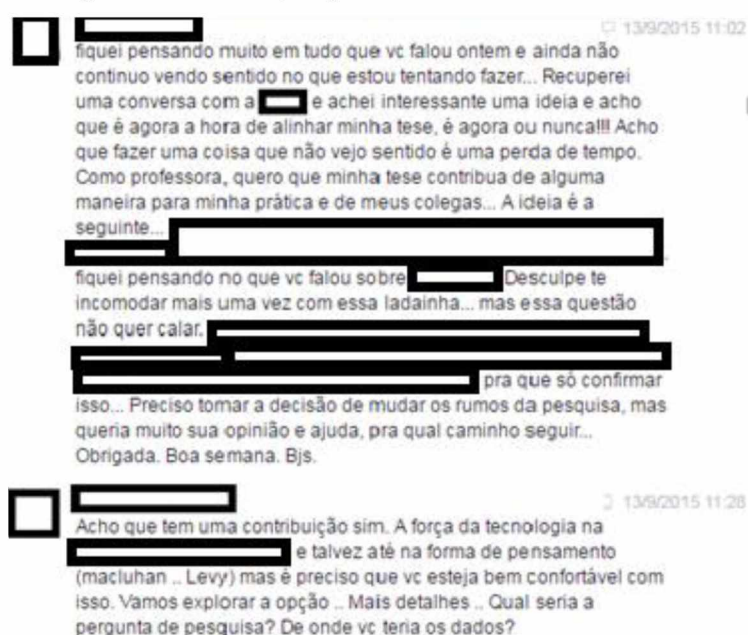 13/9/2015 11:02
fiquei pensando muito em tudo que vc falou ontem e ainda não
continuo vendo sentido no que estou tentando fazer... Recuperei
uma conversa com a e achei interessante uma ideia e acho
que é agora a hora de alinhar minha tese, é agora ou nunca!!! Acho
que fazer uma coisa que não vejo sentido é uma perda de tempo.
Como professora, quero que minha tese contribua de alguma
maneira para minha prática e de meus colegas... A ideia é a
seguinte...
fiquei pensando no que vc falou sobre Desculpe te
incomodar mais uma vez com essa ladainha... mas essa questão
não quer calar.
pra que só confirmar
isso... Preciso tomar a decisão de mudar os rumos da pesquisa, mas
queria muito sua opinião e ajuda, pra qual caminho seguir...
Obrigada. Boa semana. Bjs.
13/9/2015 11:28
Acho que tem uma contribuição sim. A força da tecnologia na
e talvez até na forma de pensamento
(macluhan .. Levy) mas é preciso que vc esteja bem confortável com
isso. Vamos explorar a opção .. Mais detalhes .. Qual seria a
pergunta de pesquisa? De onde vc teria os dados?